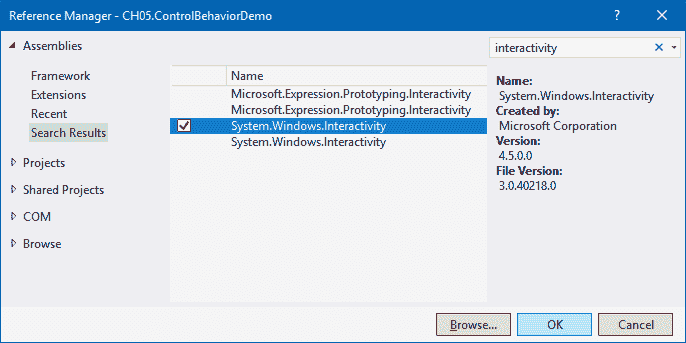 Reference Manager - CH05.ControlBehaviorDemo
Assemblies
Framework
Extensions
Recent
Search Results
Projects
Shared Projects
COM
Browse
Name
Microsoft.Expression.Prototyping.Interactivity
Microsoft.Expression.Prototyping.Interactivity
System.Windows.Interactivity
System.Windows.Interactivity
interactivity
Name:
System.Windows.Interactivity
Created by:
Microsoft Corporation
Version:
4.5.0.0
File Version:
3.0.40218.0
Browse...
OK
Cancel